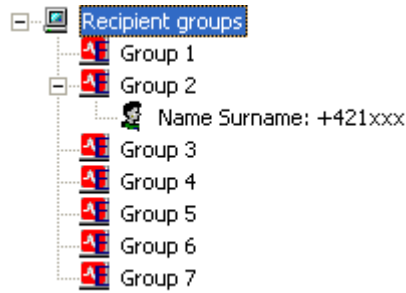 Recipient groups
Group 1
Group 2
Name Surname: +421xxx
Group 3
Group 4
Group 5
Group 6
Group 7